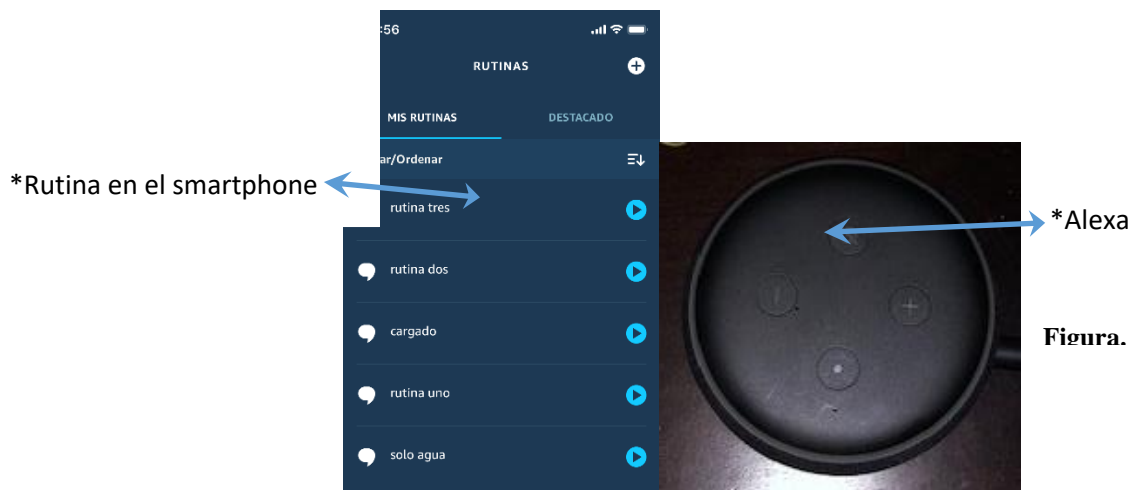 :56
RUTINAS
MIS RUTINAS
DESTACADO
ar/Ordenar
*Rutina en el smartphone
rutina tres
*Alexa
rutina dos
cargado
Figura.
rutina uno
solo agua